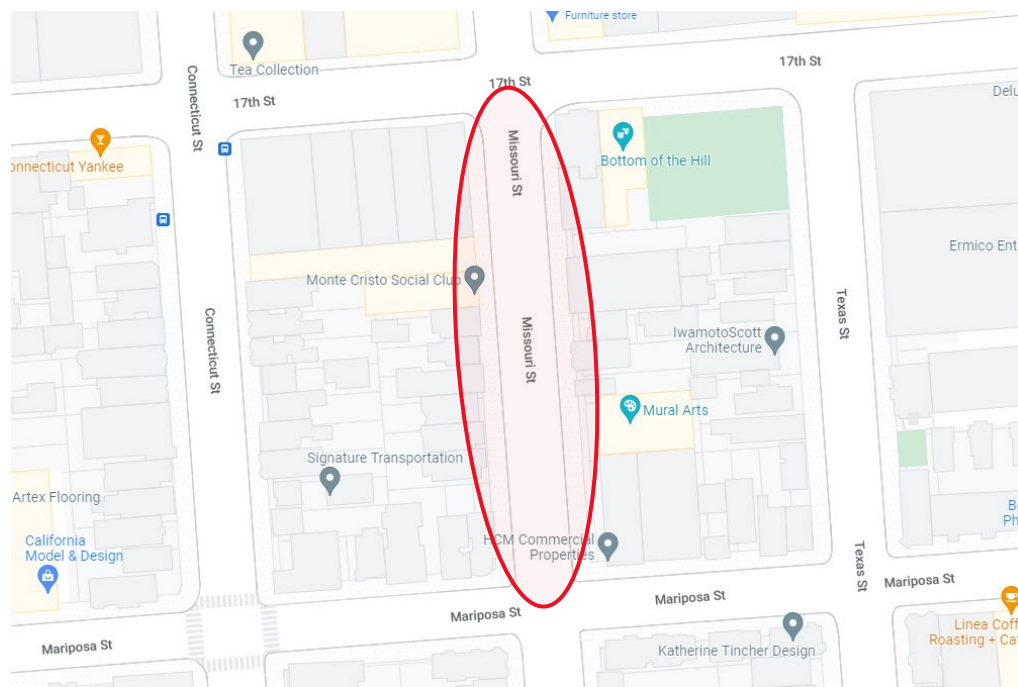 Furniture store
Tea Collection
17th St
17th St
17th St
Connecticut St
Delu
Missouri St
Bottom of the Hill
onnecticut Yankee
Ermico Ent
Monte Cristo Social Club
Texas St
Connecticut St
Missouri St
IwamotoScott
Architecture
Mural Arts
Signature Transportation
Artex Flooring
B
Ph
California
Model & Design
HCM Commercial
Properties
Texas St
Mariposa St
Mariposa St
Mariposa St
Mariposa St
Linea Coff
Roasting + Ca
Katherine Tincher Design